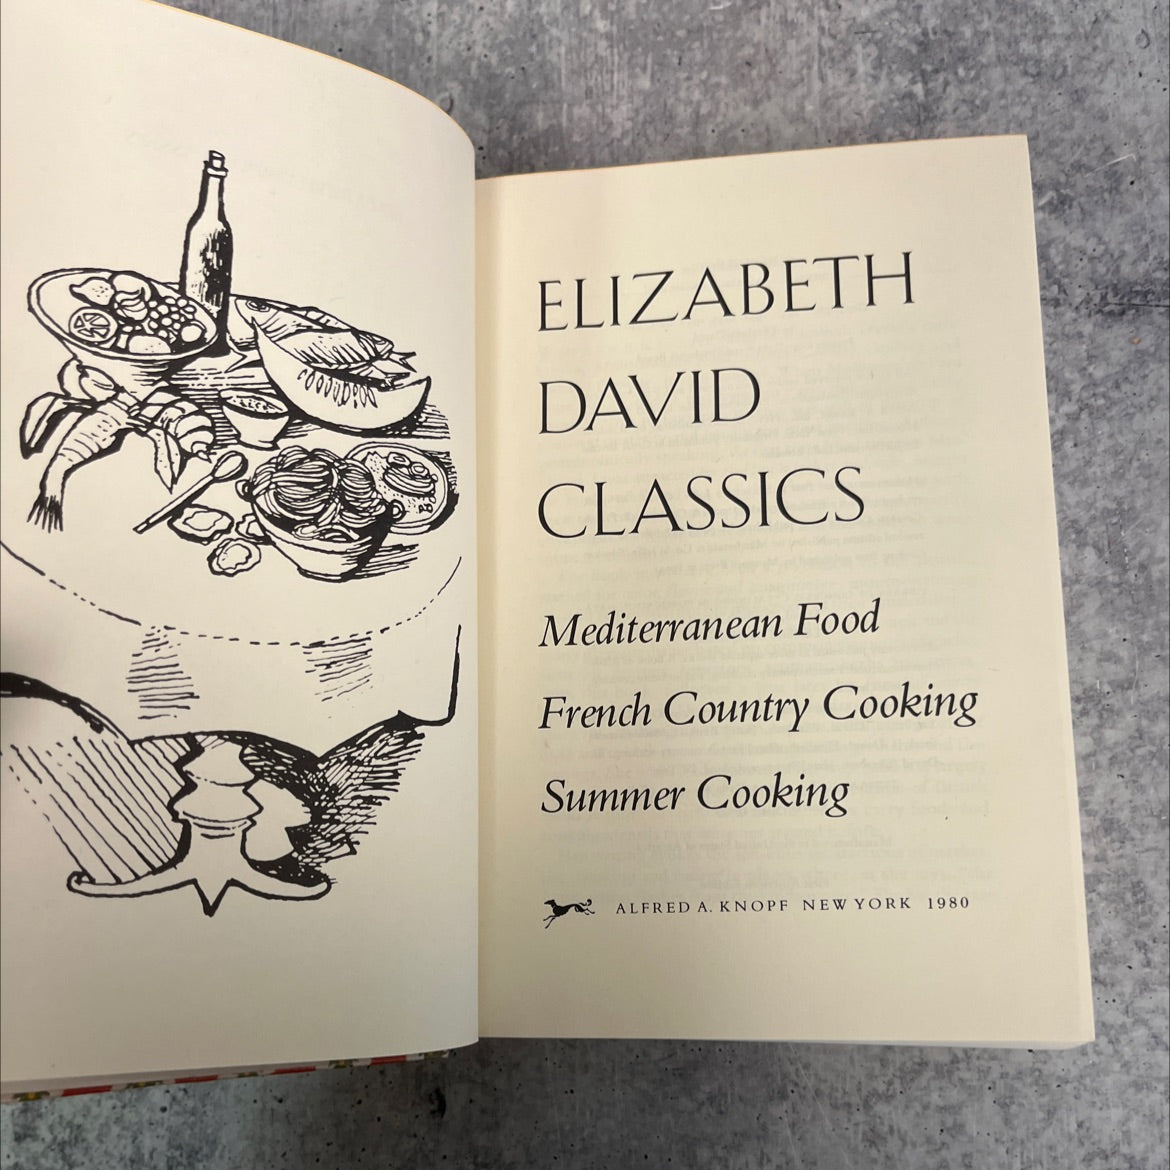 ELIZABETH
DAVID
CLASSICS
Mediterranean Food
French Country Cooking
Summer Cooking
ALFRED A. KNOPF NEW YORK 1980